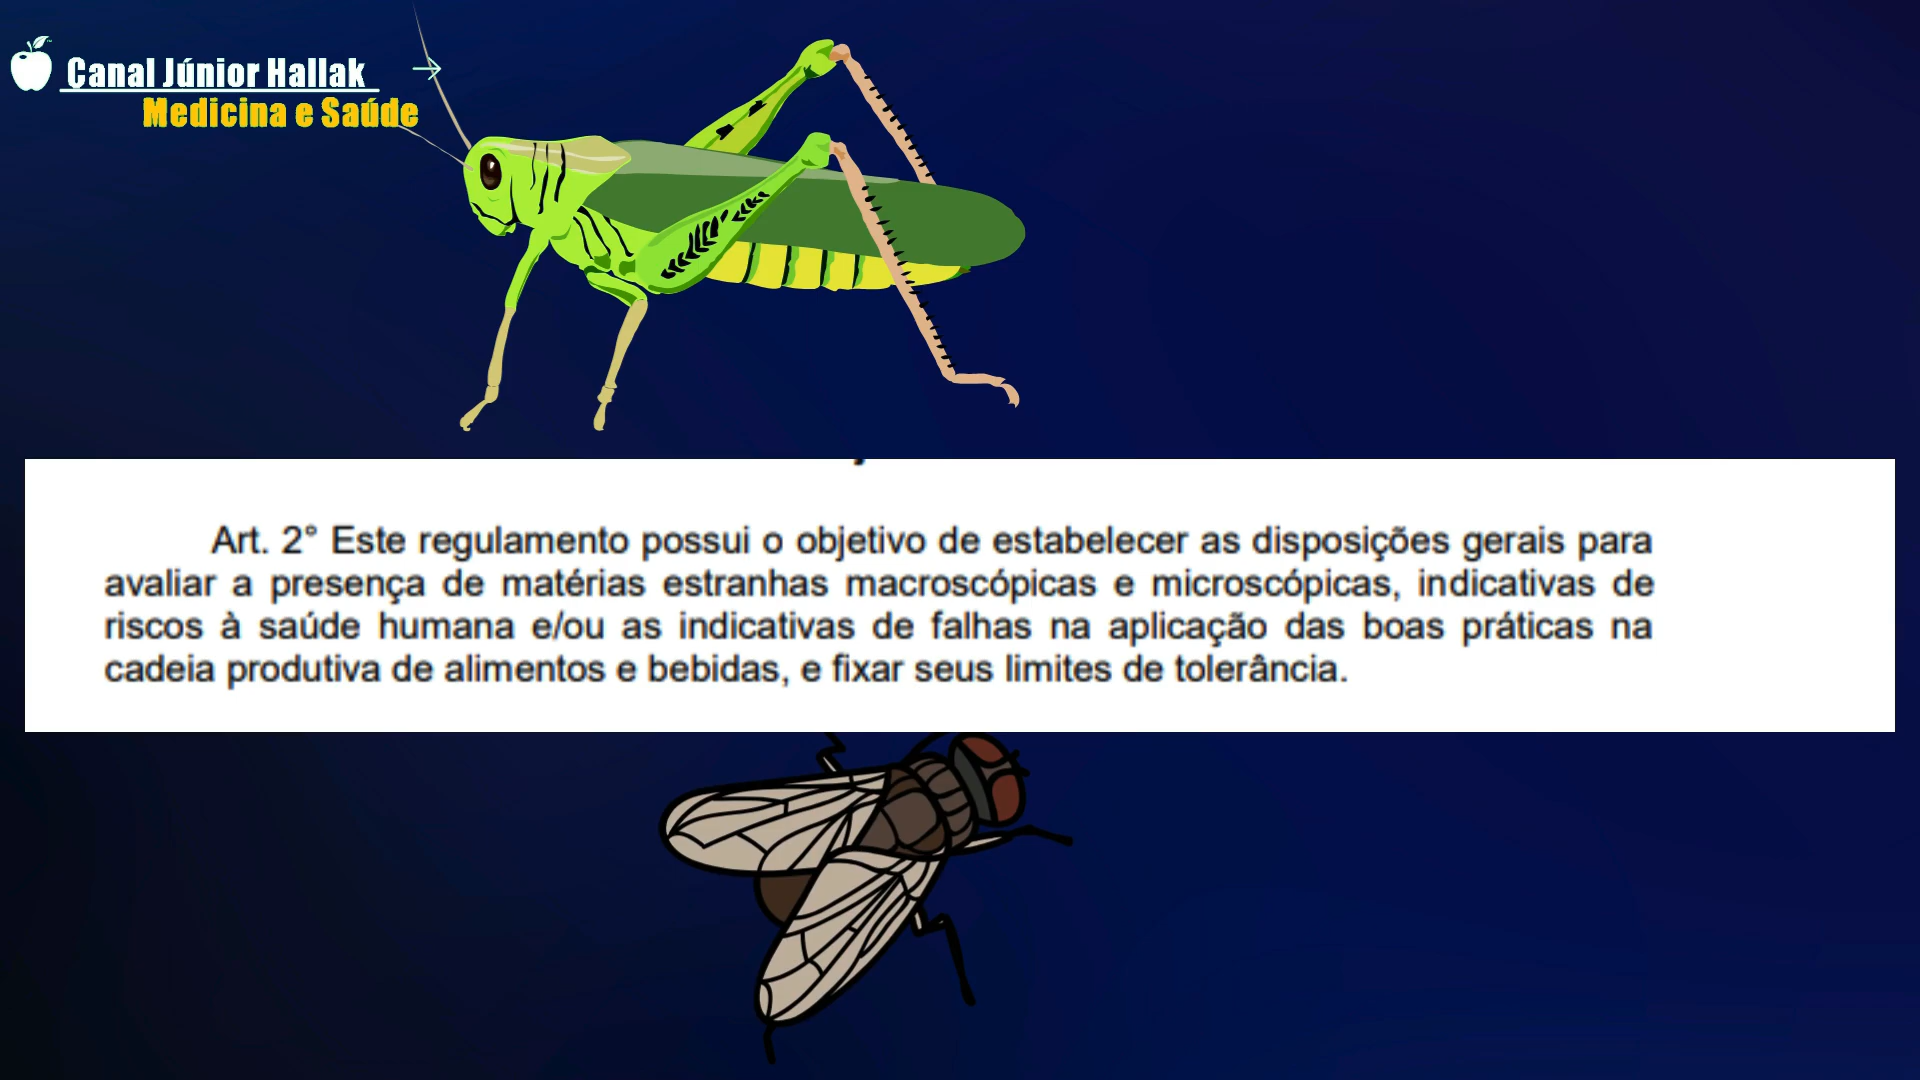 Canal Júnior Hallak
Medicina e Saúde
Art. 2° Este regulamento possui o objetivo de estabelecer as disposições gerais para
avaliar a presença de matérias estranhas macroscópicas e microscópicas, indicativas de
riscos à saúde humana e/ou as indicativas de falhas na aplicação das boas práticas na
cadeia produtiva de alimentos e bebidas, e fixar seus limites de tolerância.